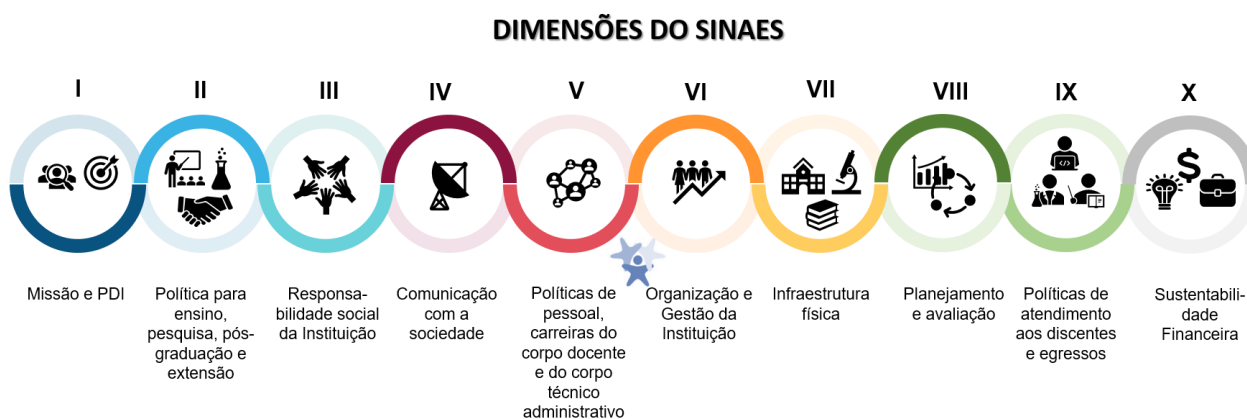 DIMENSÕES DO SINAES
I
II
III
IV
V
VI
VII
VIII
IX
X
Missão e PDI
Política para
ensino,
pesquisa, pós-
graduação e
extensão
Responsa-
bilidade social
da Instituição
Comunicação
com a
sociedade
Políticas de
pessoal,
carreiras do
corpo docente
e do corpo
técnico
administrativo
Organização e
Gestão da
Instituição
Infraestrutura
física
Planejamento
e avaliação
Políticas de
atendimento
aos discentes
e egressos
Sustentabili-
dade
Financeira